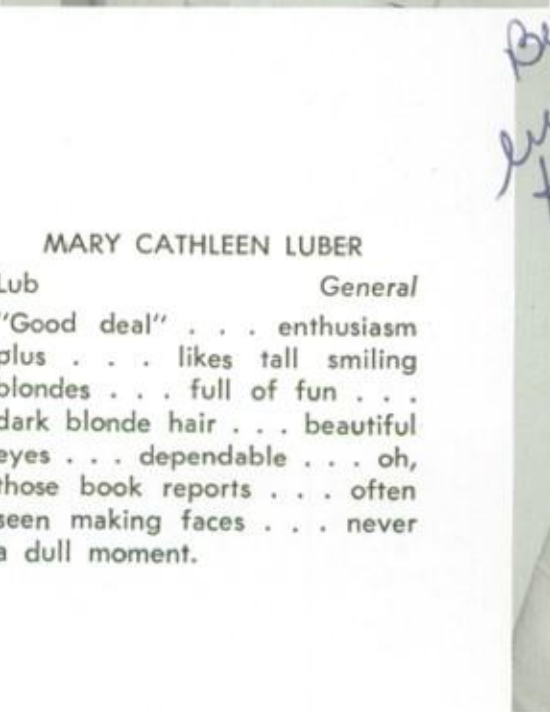 MARY CATHLEEN LUBER
Lub General
"Good deal" . . . enthusiasm
plus . . . likes tall smiling
blondes . . . full of fun . . .
dark blonde hair . . . beautiful
eyes . . . dependable . . . oh,
those book reports . . . often
seen making faces . . . never
a dull moment.